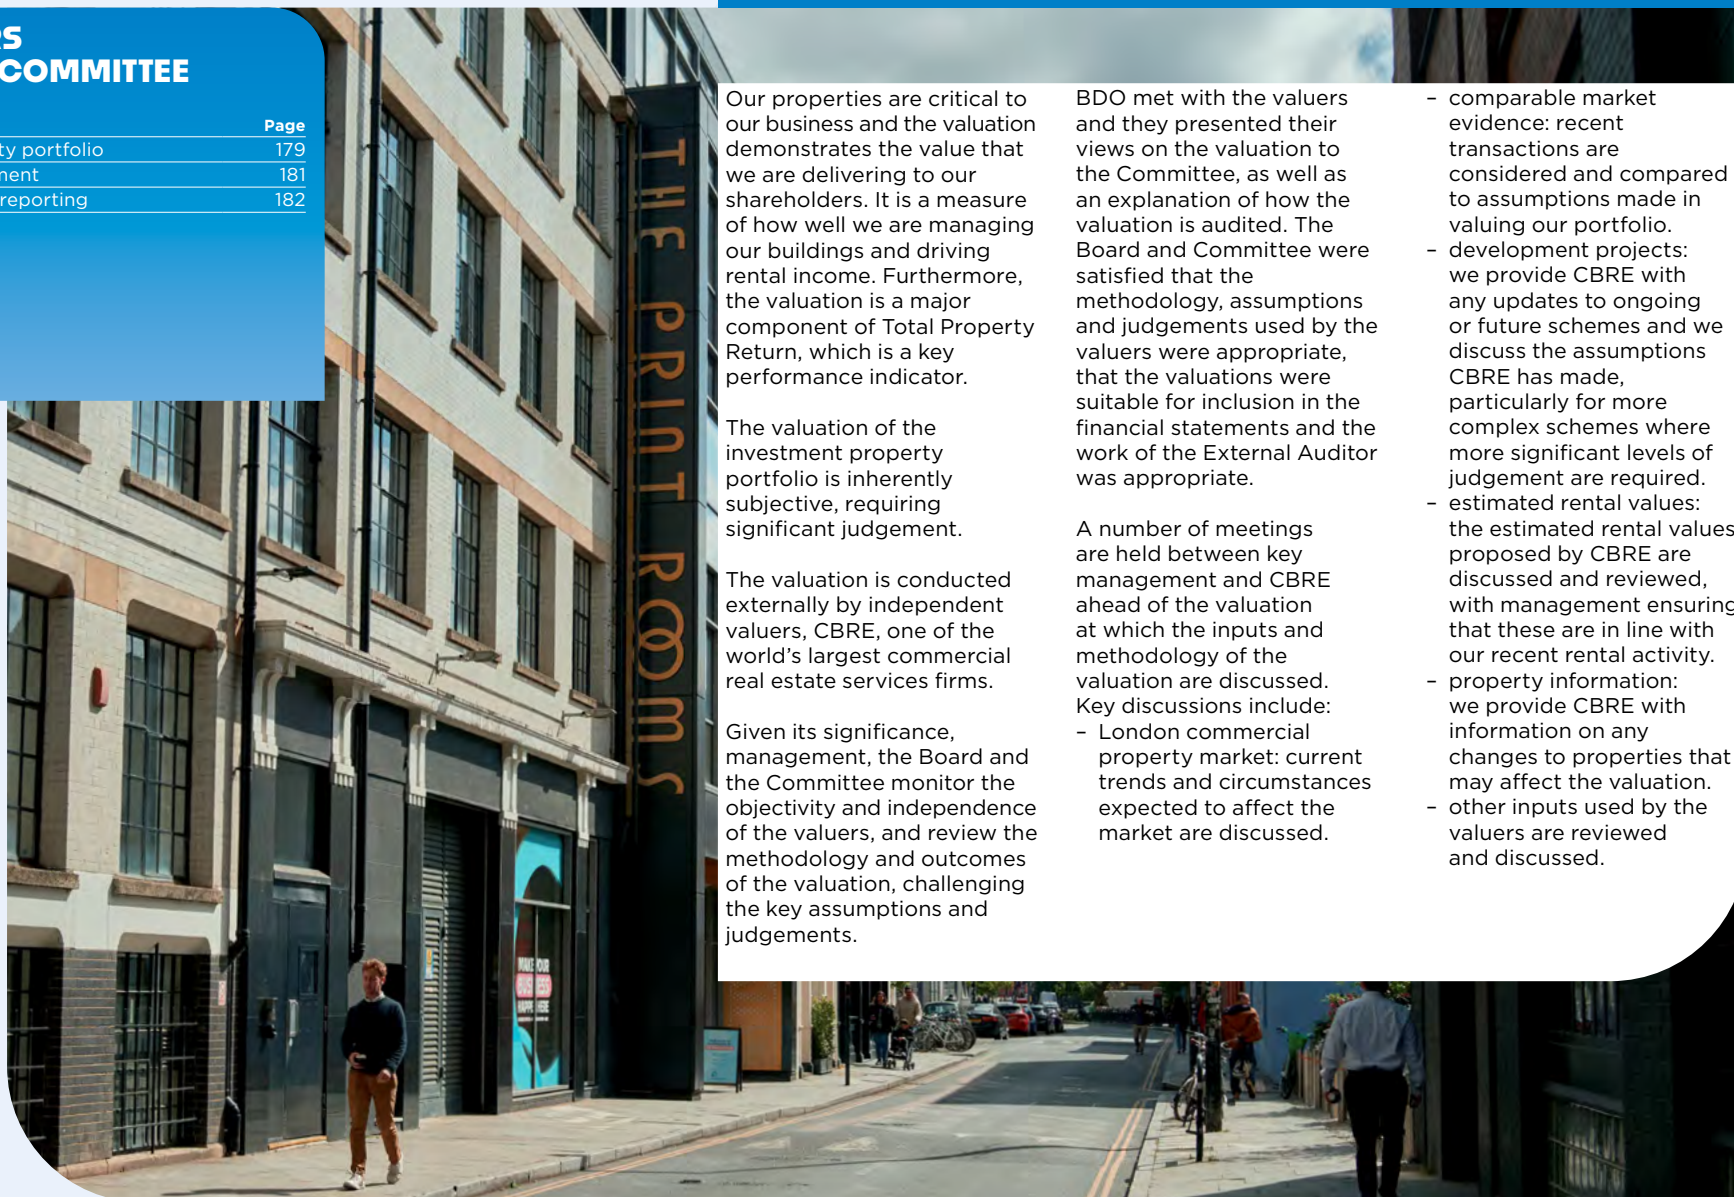 COMMITTEE
Page
portfolio 179
181
reporting 182
THE PRINT ROOMS
MAKE YOUR
BUSINESS
HAPPEN HERE
Our properties are critical to
our business and the valuation
demonstrates the value that
we are delivering to our
shareholders. It is a measure
of how well we are managing
our buildings and driving
rental income. Furthermore,
the valuation is a major
component of Total Property
Return, which is a key
performance indicator.
The valuation of the
investment property
portfolio is inherently
subjective, requiring
significant judgement.
The valuation is conducted
externally by independent
valuers, CBRE, one of the
world's largest commercial
real estate services firms.
Given its significance,
management, the Board and
the Committee monitor the
objectivity and independence
of the valuers, and review the
methodology and outcomes
of the valuation, challenging
the key assumptions and
judgements.
BDO met with the valuers
and they presented their
views on the valuation to
the Committee, as well as
an explanation of how the
valuation is audited. The
Board and Committee were
satisfied that the
methodology, assumptions
and judgements used by the
valuers were appropriate,
that the valuations were
suitable for inclusion in the
financial statements and the
work of the External Auditor
was appropriate.
A number of meetings
are held between key
management and CBRE
ahead of the valuation
at which the inputs and
methodology of the
valuation are discussed.
Key discussions include:
– London commercial
property market: current
trends and circumstances
expected to affect the
market are discussed.
– comparable market
evidence: recent
transactions are
considered and compared
to assumptions made in
valuing our portfolio.
– development projects:
we provide CBRE with
any updates to ongoing
or future schemes and we
discuss the assumptions
CBRE has made,
particularly for more
complex schemes where
more significant levels of
judgement are required.
– estimated rental values:
the estimated rental values
proposed by CBRE are
discussed and reviewed,
with management ensuring
that these are in line with
our recent rental activity.
– property information:
we provide CBRE with
information on any
changes to properties that
may affect the valuation.
– other inputs used by the
valuers are reviewed
and discussed.